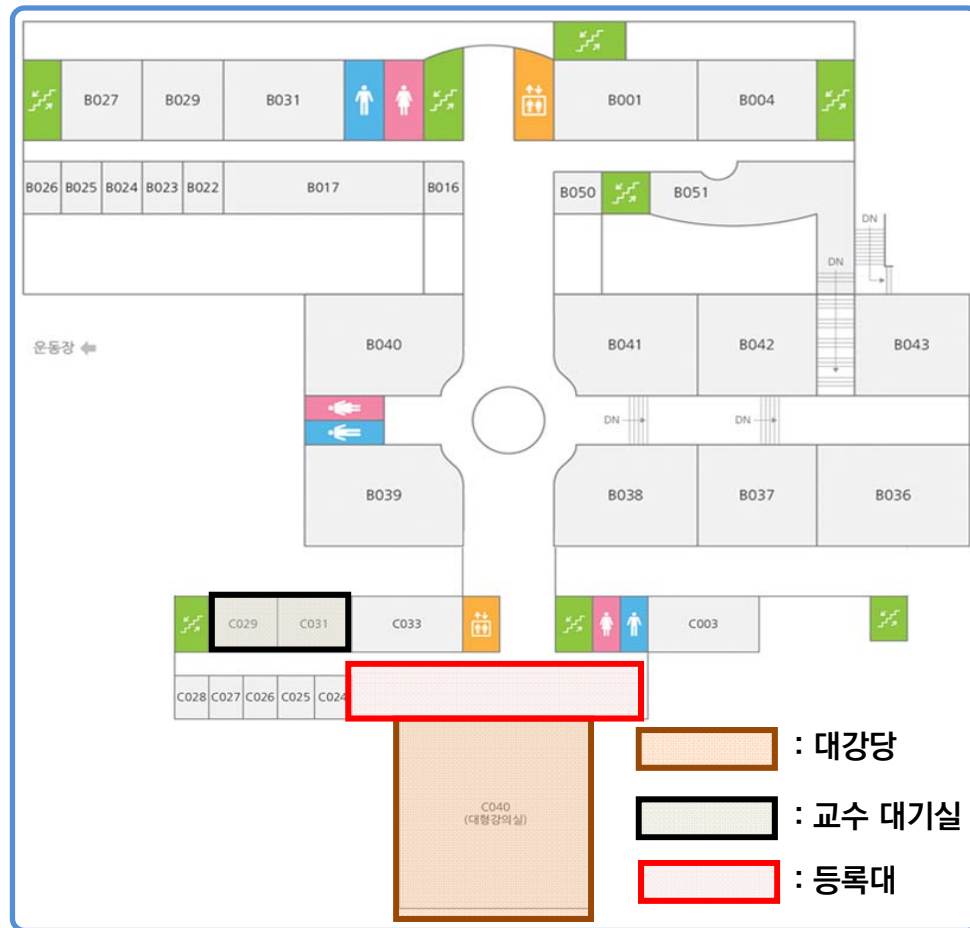 B027 B029 B031 B001 B004
B026 B025 B024 B023 B022 B017 B016 B050 B051
DN
DN
운동장
B040 B041 B042 B043
DN DN
B039 B038 B037 B036
C029 C031 C033 C003
C028 C027 C026 C025 C024
: 대강당
C040
(대형강의실)
: 교수 대기실
: 등록대